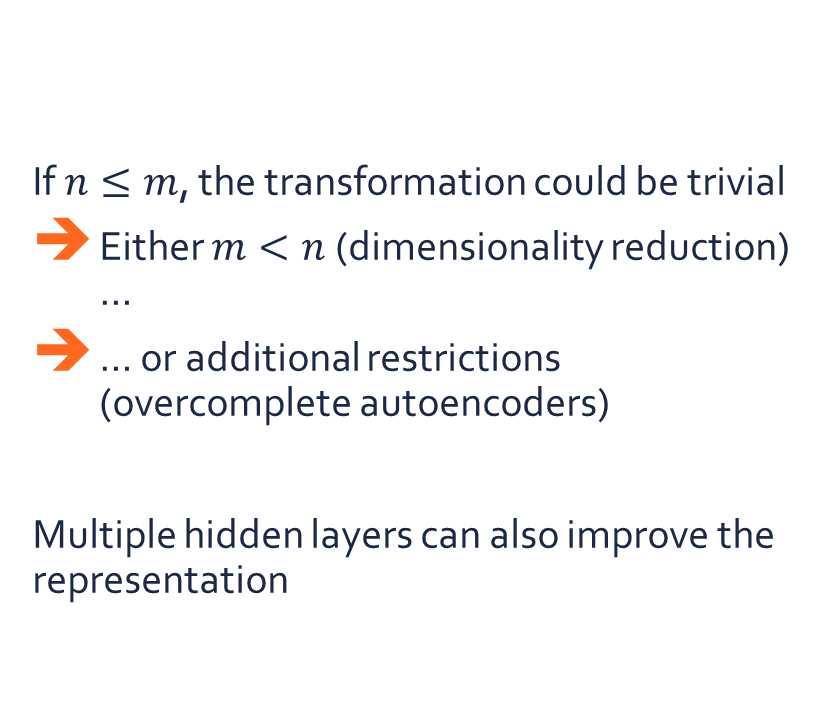 If n ≤ m, the transformation could be trivial
➔ Either m < n (dimensionality reduction)
…
➔ … or additional restrictions
(overcomplete autoencoders)
Multiple hidden layers can also improve the
representation